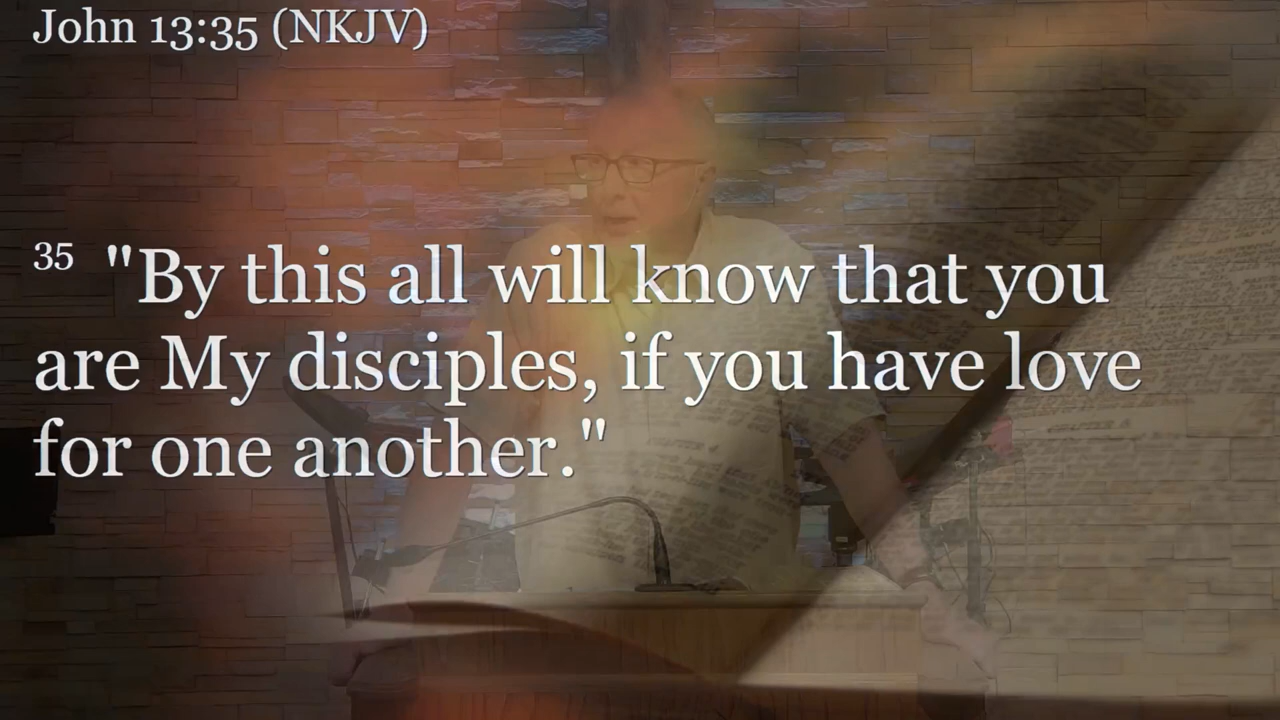 John 13:35 (NKJV)
35 "By this all will know that you
are My disciples, if you have love
for one another."